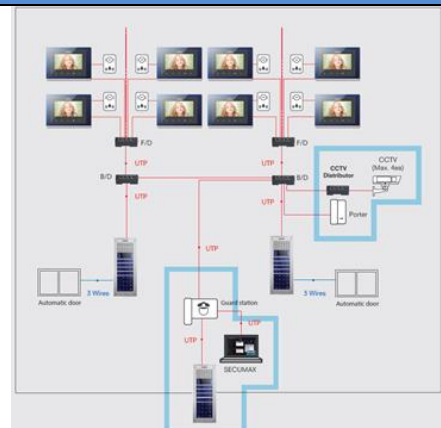 F/D
F/D
UTP
UTP
B/D
B/D
UTP
UTP
CCTV
Distributor
CCTV
(Max. 4ea)
Porter
UTP
3 Wires
Automatic door
3 Wires
Automatic door
Guard station
UTP
UTP
SECUMAX